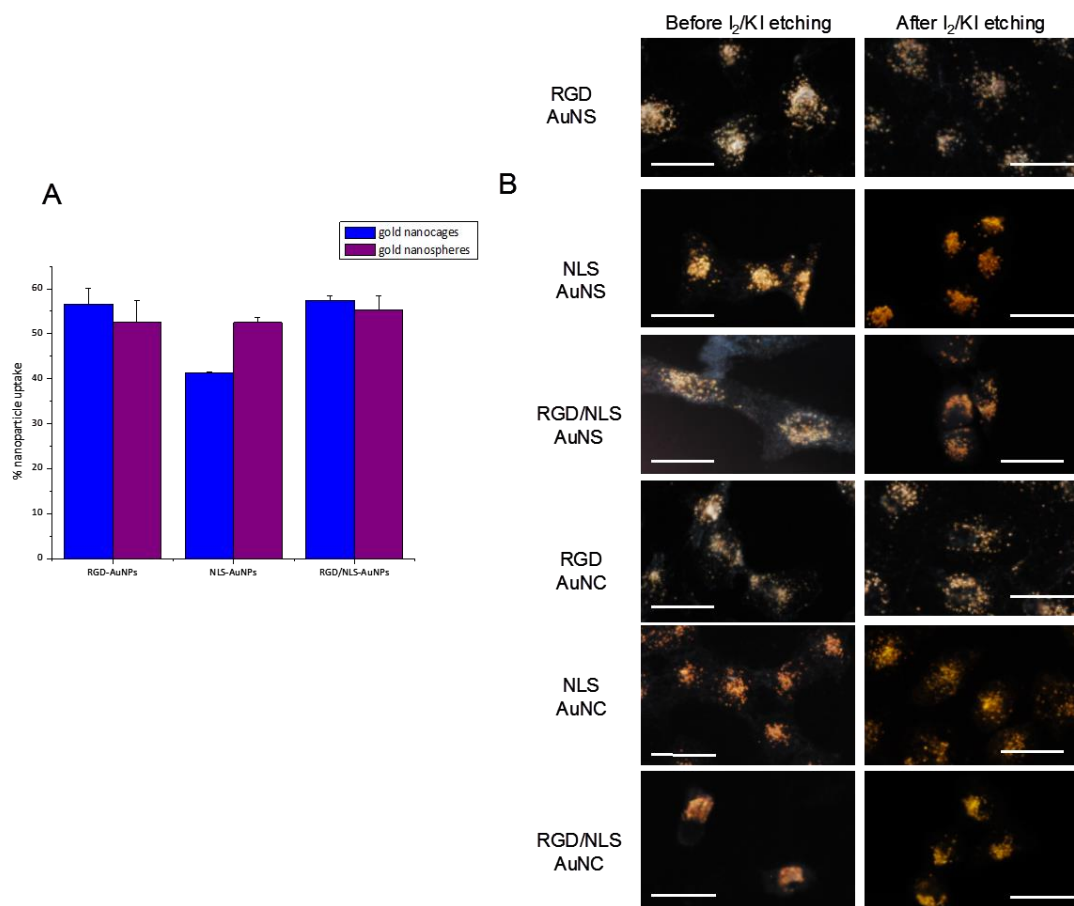 Before I₂/KI etching
After I₂/KI etching
RGD
AuNS
A
B
gold nanocages
gold nanospheres
NLS
AuNS
60
50
40
30
20
10
0
% nanoparticle uptake
RGD-AuNPs
NLS-AuNPs
RGD/NLS-AuNPs
RGD/NLS
AuNS
RGD
AuNC
NLS
AuNC
RGD/NLS
AuNC